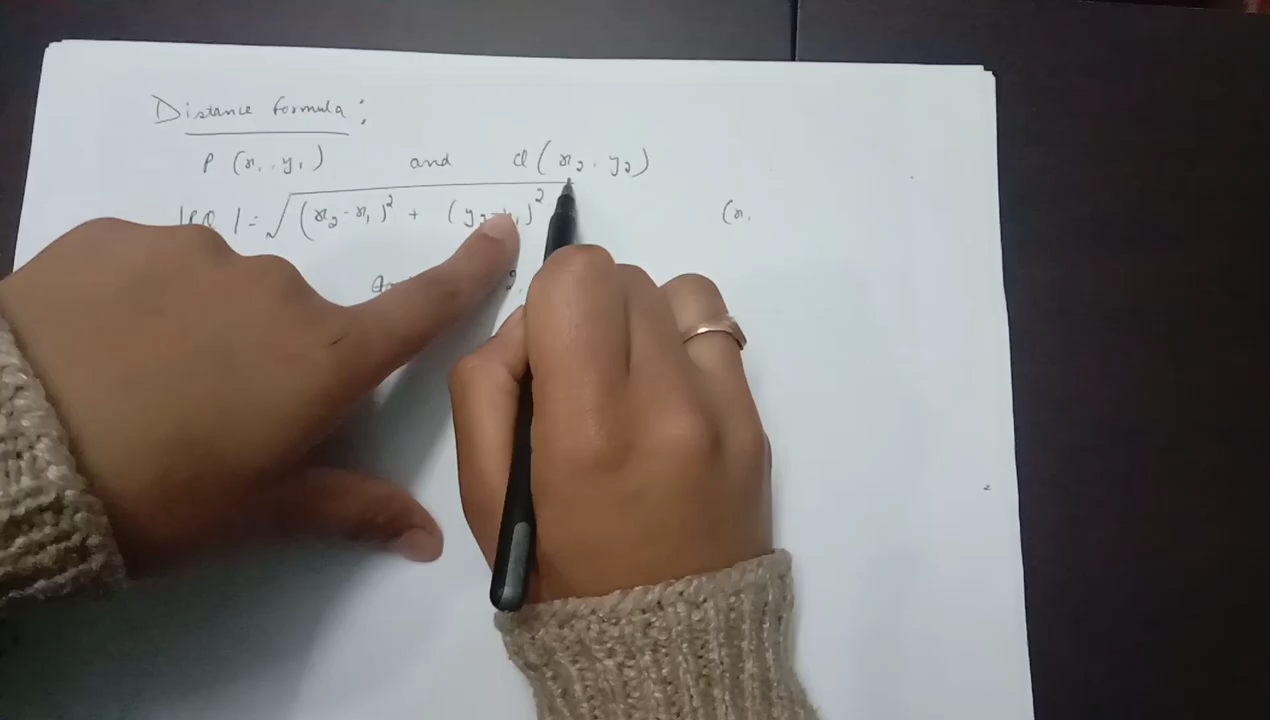 Distance formula:
P (x₁, y₁) and Q (x₂, y₂)
|PQ| = √(x₂ - x₁)² + (y₂ - y₁)²
(x,